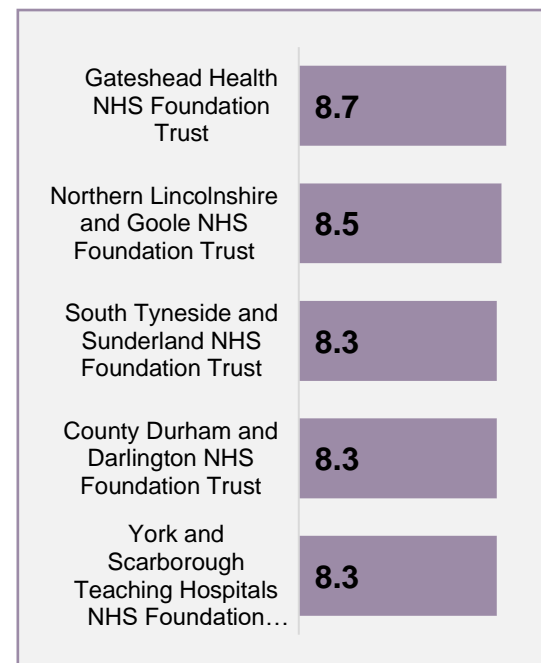 Gateshead Health
NHS Foundation
Trust
8.7
Northern Lincolnshire
and Goole NHS
Foundation Trust
8.5
South Tyneside and
Sunderland NHS
Foundation Trust
8.3
County Durham and
Darlington NHS
Foundation Trust
8.3
York and
Scarborough
Teaching Hospitals
NHS Foundation…
8.3